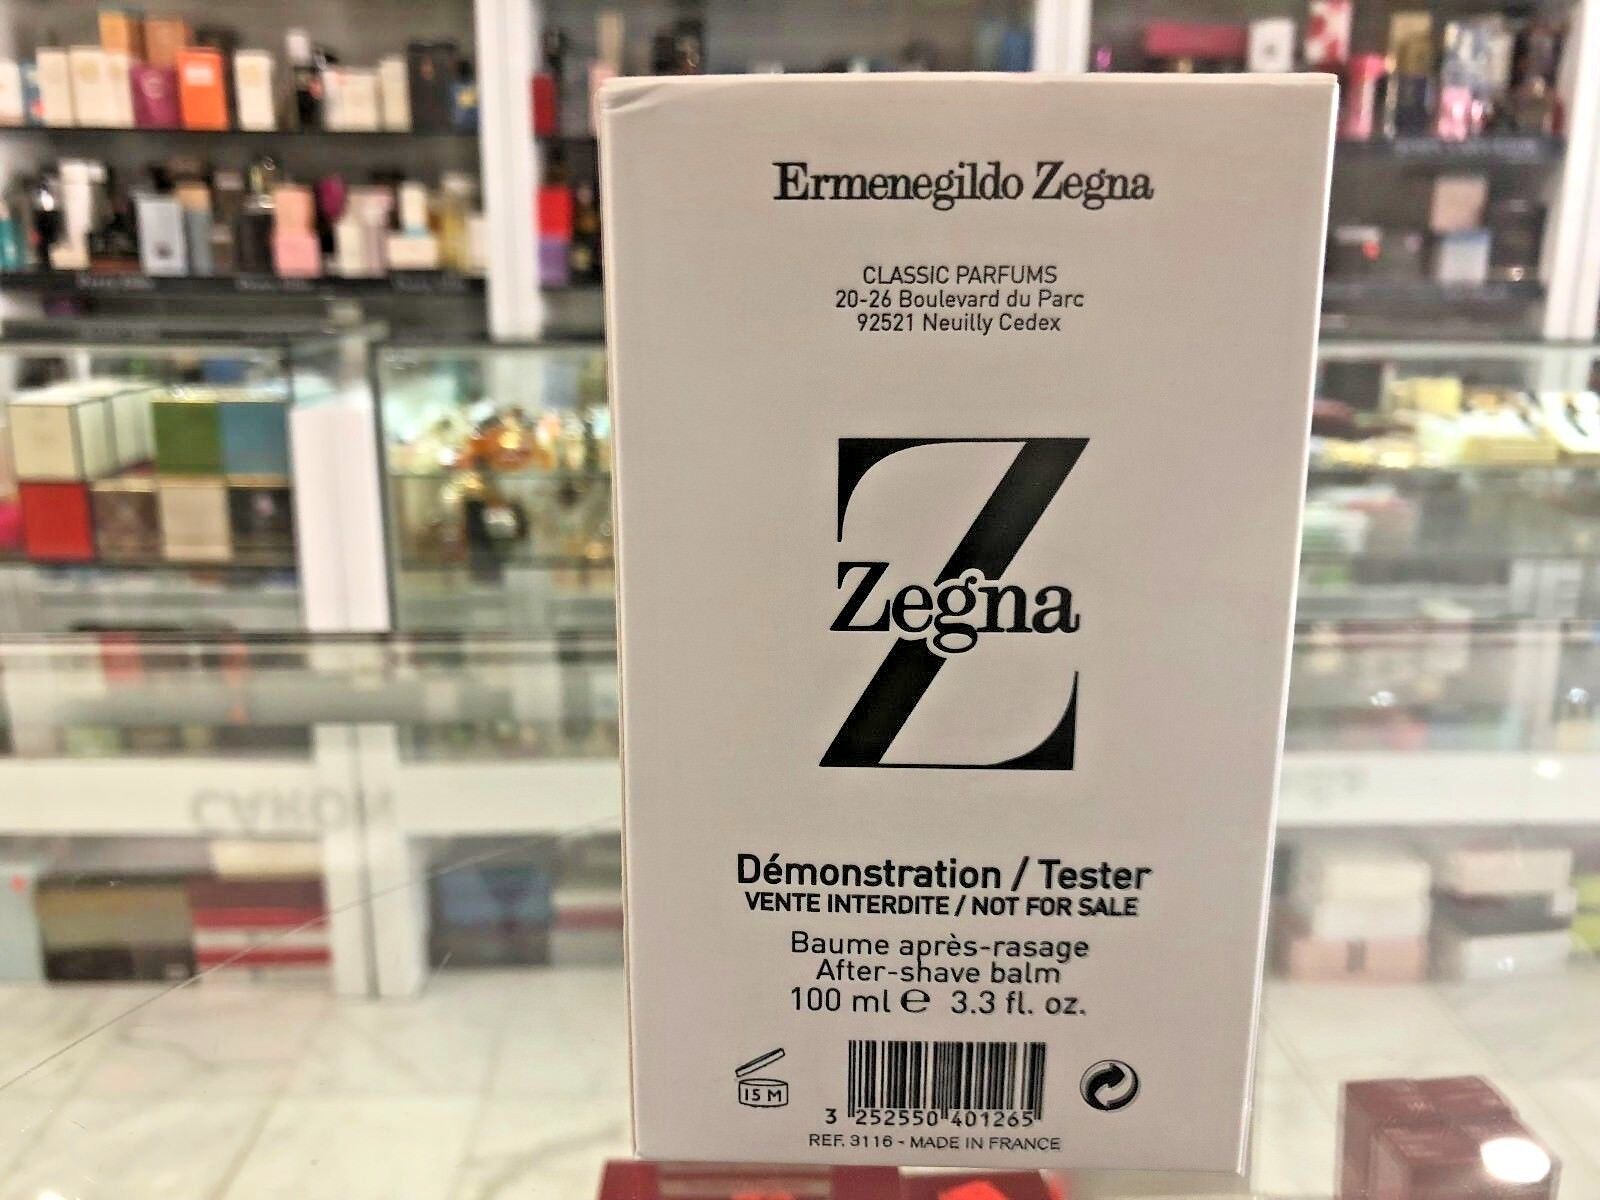 Ermenegildo Zegna
CLASSIC PARFUMS
20-26 Boulevard du Parc
92521 Neuilly Cedex
Z
Zegna
Démonstration / Tester
VENTE INTERDITE / NOT FOR SALE
Baume après-rasage
After-shave balm
100 ml ℮ 3.3 fl. oz.
15 M
3 252550 401265
REF. 3116 - MADE IN FRANCE
CARON